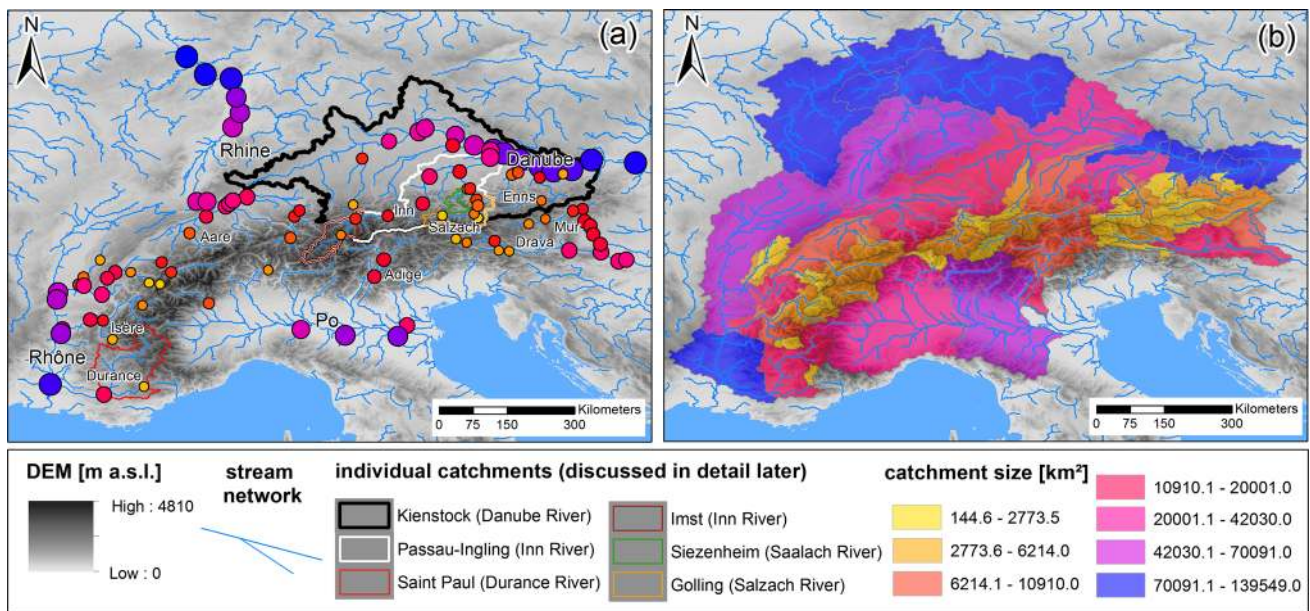 N
(a)
Rhine
Danube
Inn
Enns
Salzach
Mur
Aare
Drava
Adige
Isère
Po
Rhône
Durance
Kilometers
0 75 150 300
N
(b)
Kilometers
0 75 150 300
DEM [m a.s.l.]
High : 4810
Low : 0
stream
network
individual catchments (discussed in detail later)
Kienstock (Danube River)
Passau-Ingling (Inn River)
Saint Paul (Durance River)
Imst (Inn River)
Siezenheim (Saalach River)
Golling (Salzach River)
catchment size [km²]
144.6 - 2773.5
2773.6 - 6214.0
6214.1 - 10910.0
10910.1 - 20001.0
20001.1 - 42030.0
42030.1 - 70091.0
70091.1 - 139549.0